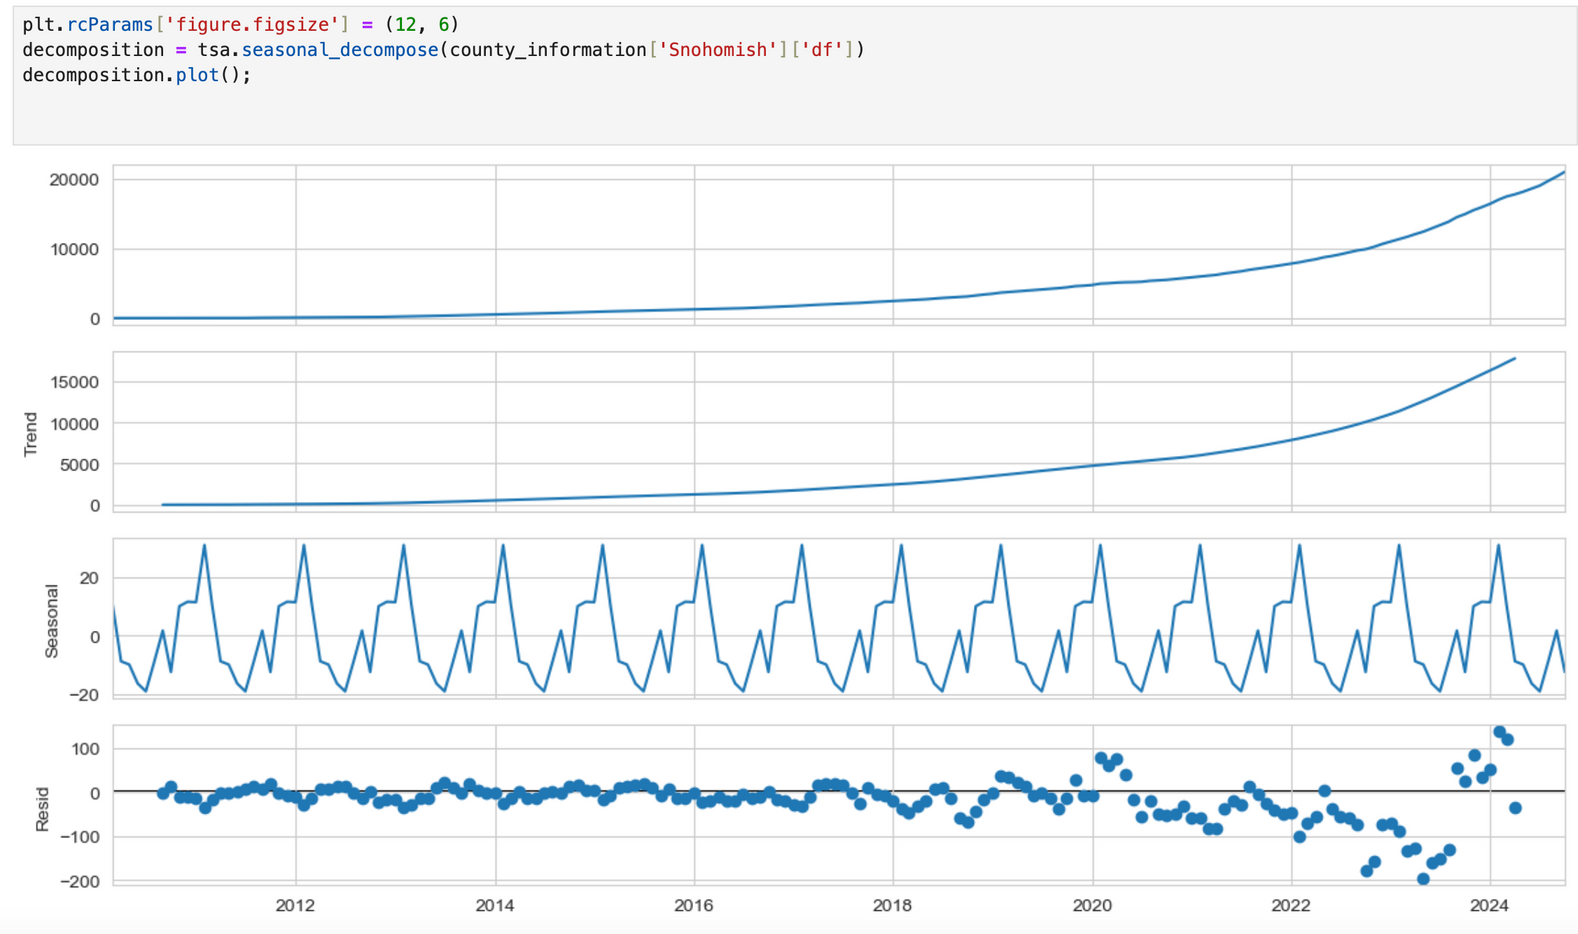 plt.rcParams['figure.figsize'] = (12, 6)
decomposition = tsa.seasonal_decompose(county_information['Snohomish']['df'])
decomposition.plot();
20000
10000
0
Trend
15000
10000
5000
0
Seasonal
20
0
−20
Resid
100
0
−100
−200
2012 2014 2016 2018 2020 2022 2024